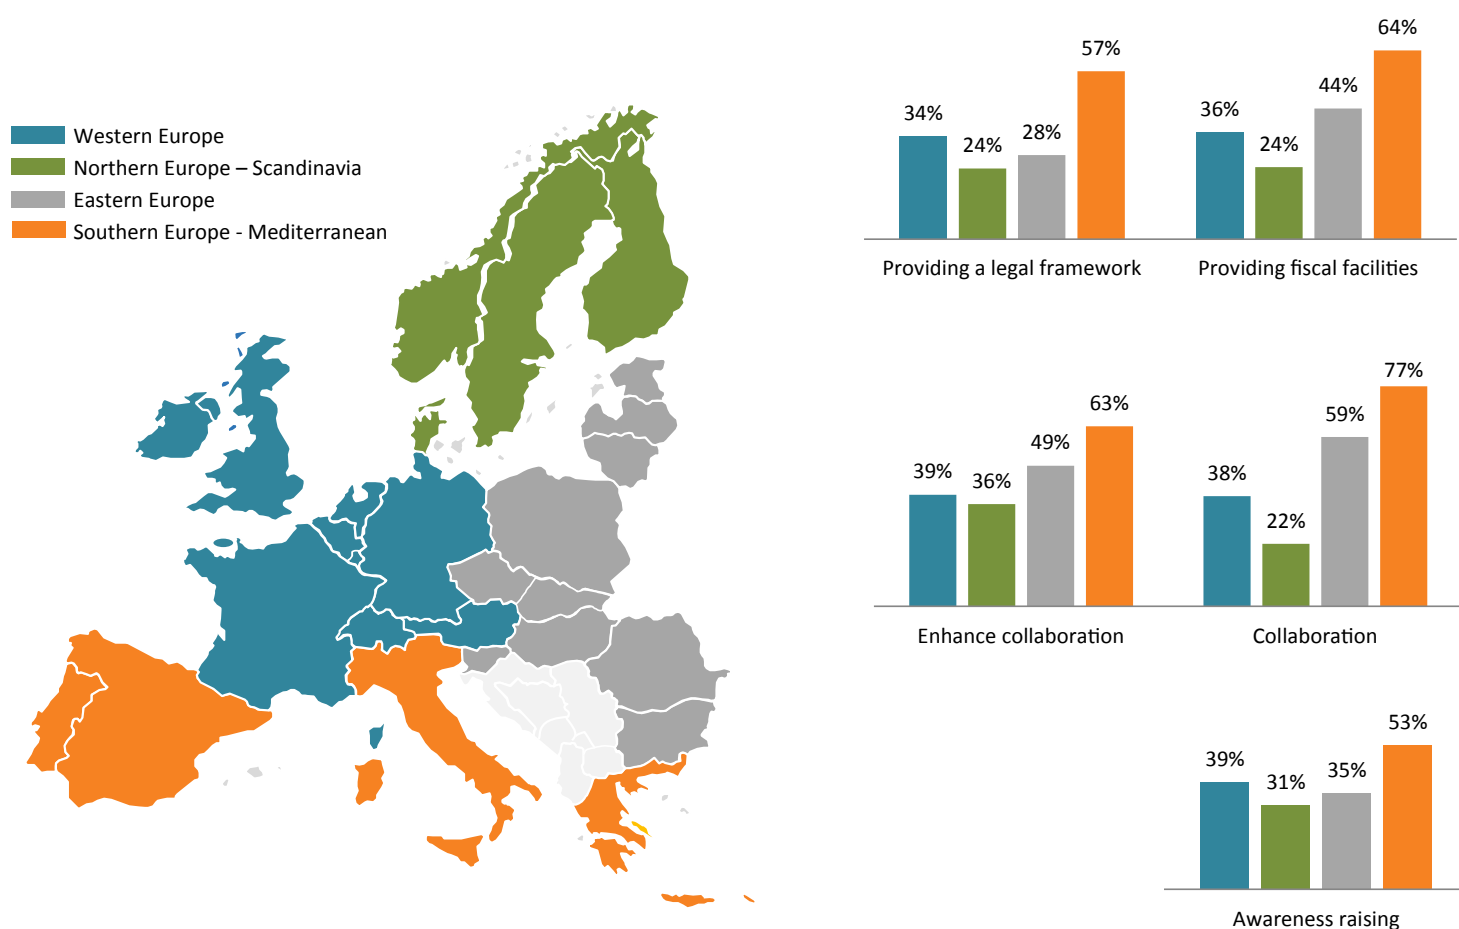 Western Europe
Northern Europe – Scandinavia
Eastern Europe
Southern Europe - Mediterranean
34% 24% 28% 57%
Providing a legal framework
36% 24% 44% 64%
Providing fiscal facilities
39% 36% 49% 63%
Enhance collaboration
38% 22% 59% 77%
Collaboration
39% 31% 35% 53%
Awareness raising